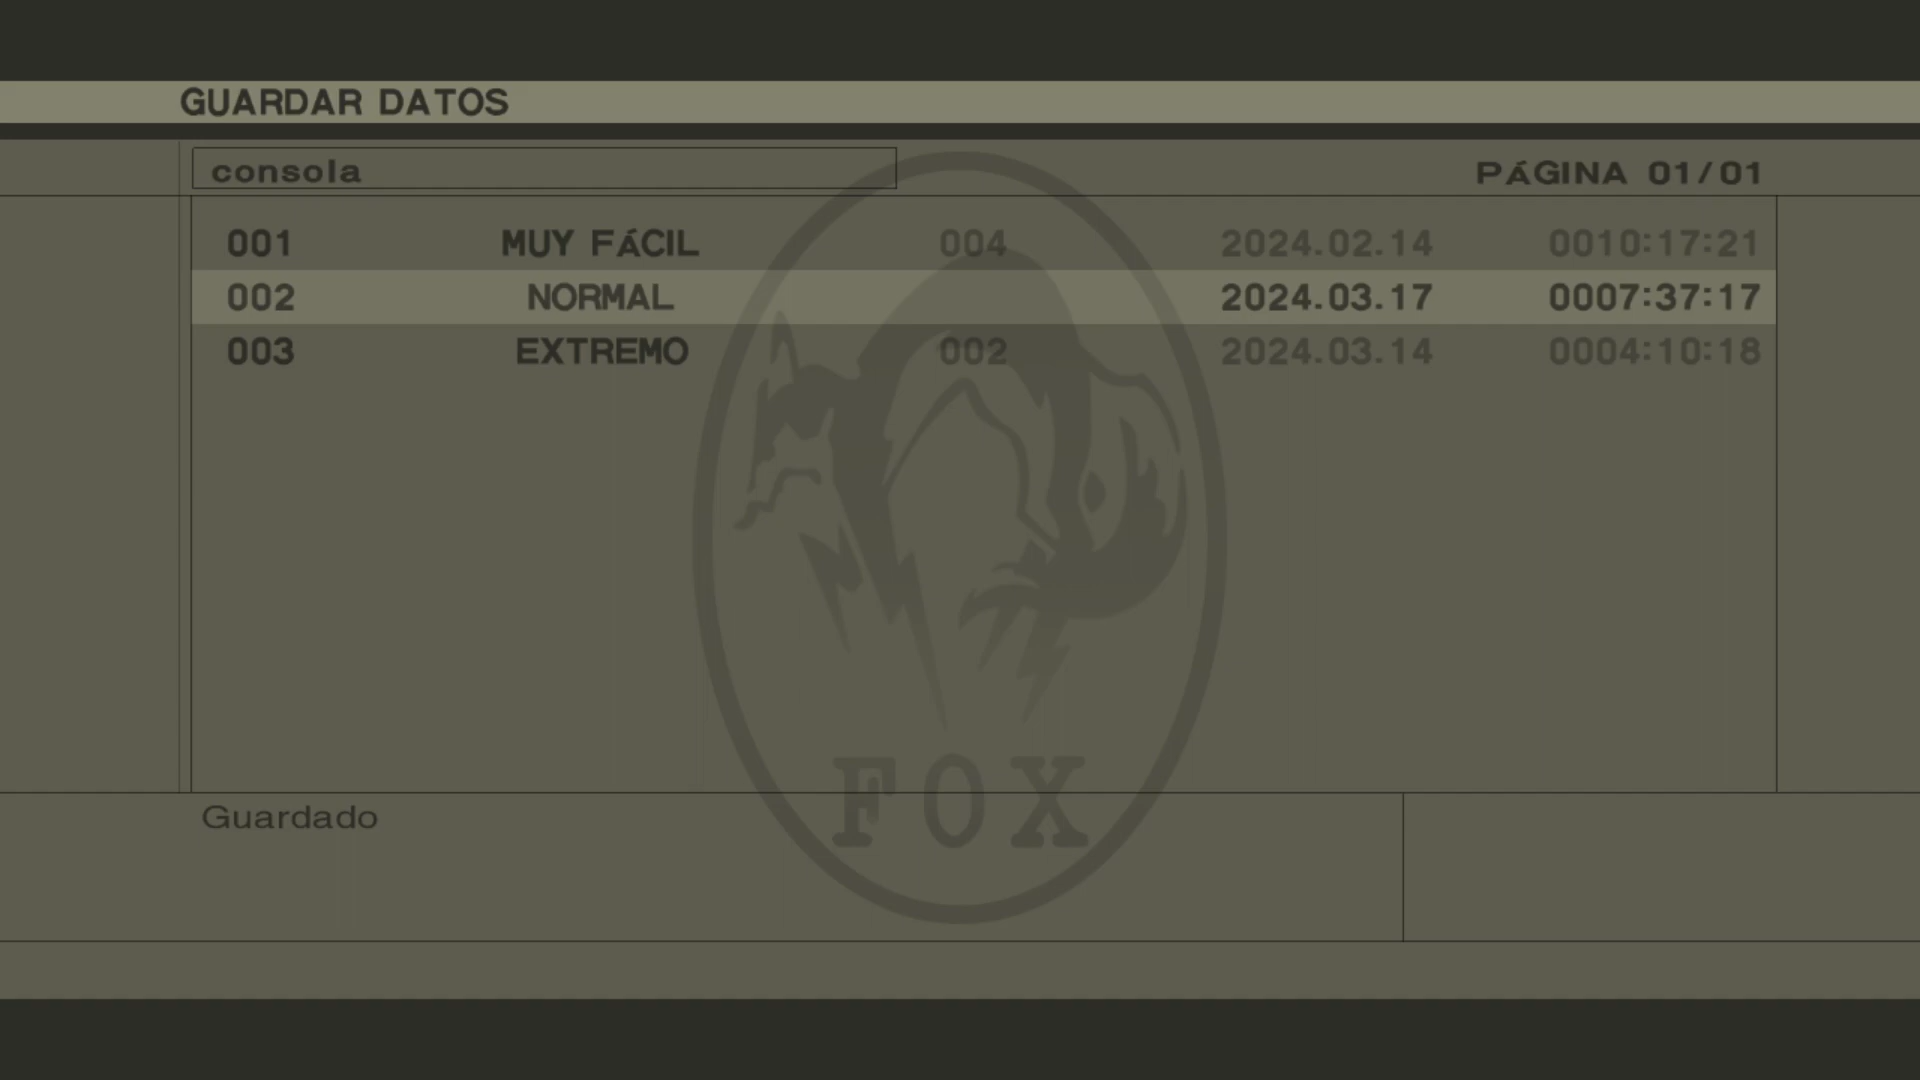 GUARDAR DATOS
consola PÁGINA 01/01
001 MUY FÁCIL 004 2024.02.14 0010:17:21
002 NORMAL 2024.03.17 0007:37:17
003 EXTREMO 002 2024.03.14 0004:10:18
FOX
Guardado